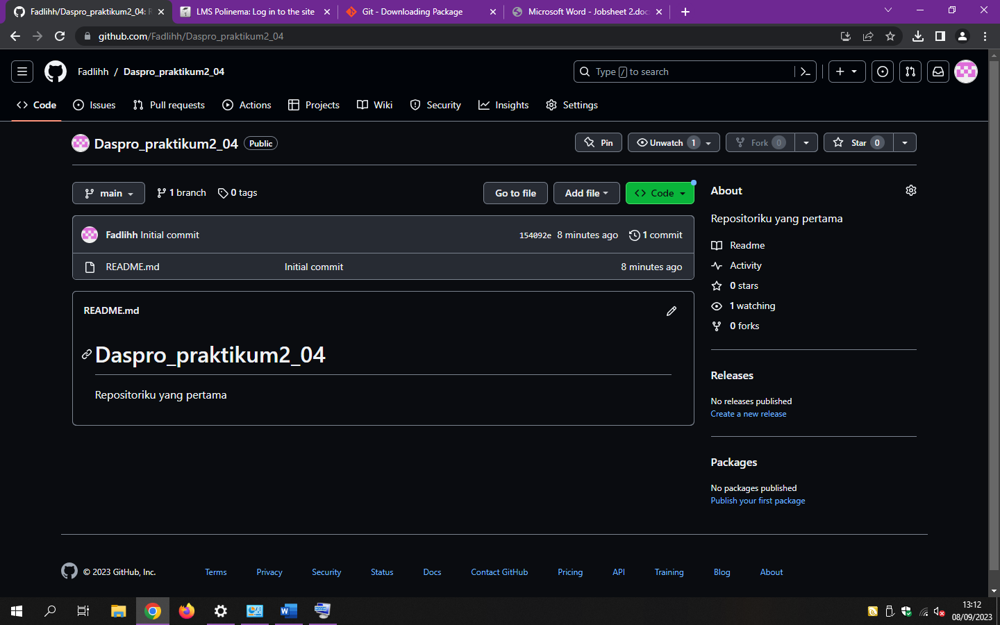 Fadlihh/Daspro_praktikum2_04: R
LMS Polinema: Log in to the site
Git - Downloading Package
Microsoft Word - Jobsheet 2.doc
github.com/Fadlihh/Daspro_praktikum2_04
Fadlihh / Daspro_praktikum2_04
Type / to search
Code
Issues
Pull requests
Actions
Projects
Wiki
Security
Insights
Settings
Daspro_praktikum2_04 Public
Pin
Unwatch 1
Fork 0
Star 0
main
1 branch
0 tags
Go to file
Add file
Code
Fadlihh Initial commit
154092e 8 minutes ago
1 commit
README.md
Initial commit
8 minutes ago
README.md
Daspro_praktikum2_04
Repositoriku yang pertama
About
Repositoriku yang pertama
Readme
Activity
0 stars
1 watching
0 forks
Releases
No releases published
Create a new release
Packages
No packages published
Publish your first package
© 2023 GitHub, Inc.
Terms
Privacy
Security
Status
Docs
Contact GitHub
Pricing
API
Training
Blog
About
13:12
08/09/2023